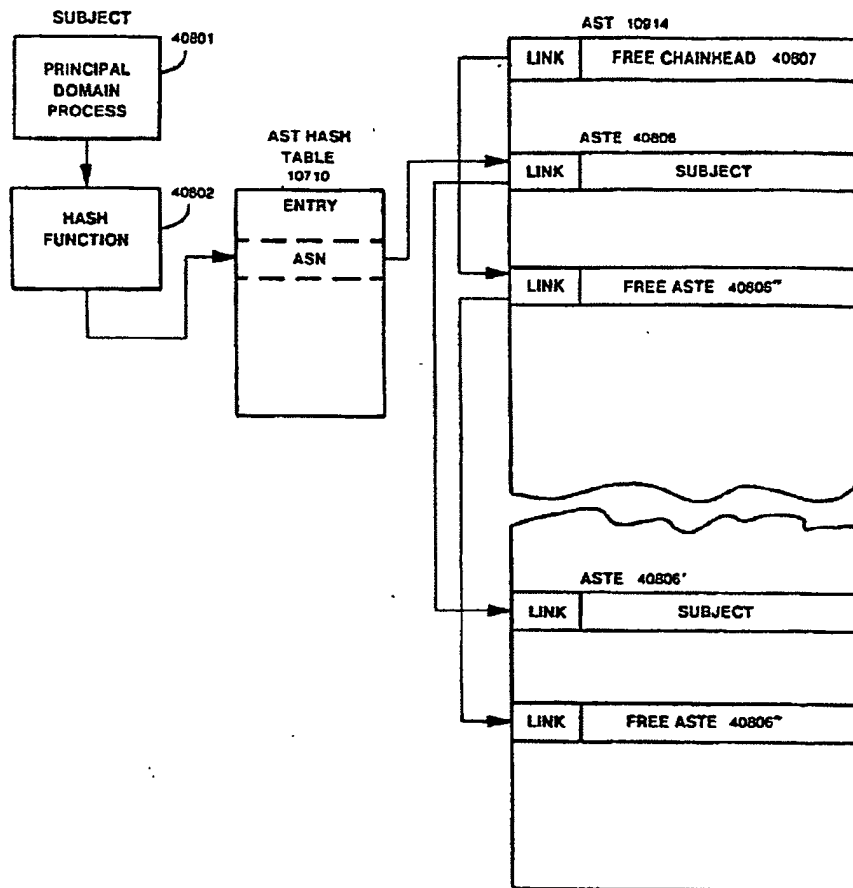 SUBJECT
40801
PRINCIPAL
DOMAIN
PROCESS
40802
HASH
FUNCTION
AST HASH
TABLE
10710
ENTRY
ASN
AST 10914
LINK FREE CHAINHEAD 40807
ASTE 40806
LINK SUBJECT
LINK FREE ASTE 40806"
ASTE 40806'
LINK SUBJECT
LINK FREE ASTE 40806"